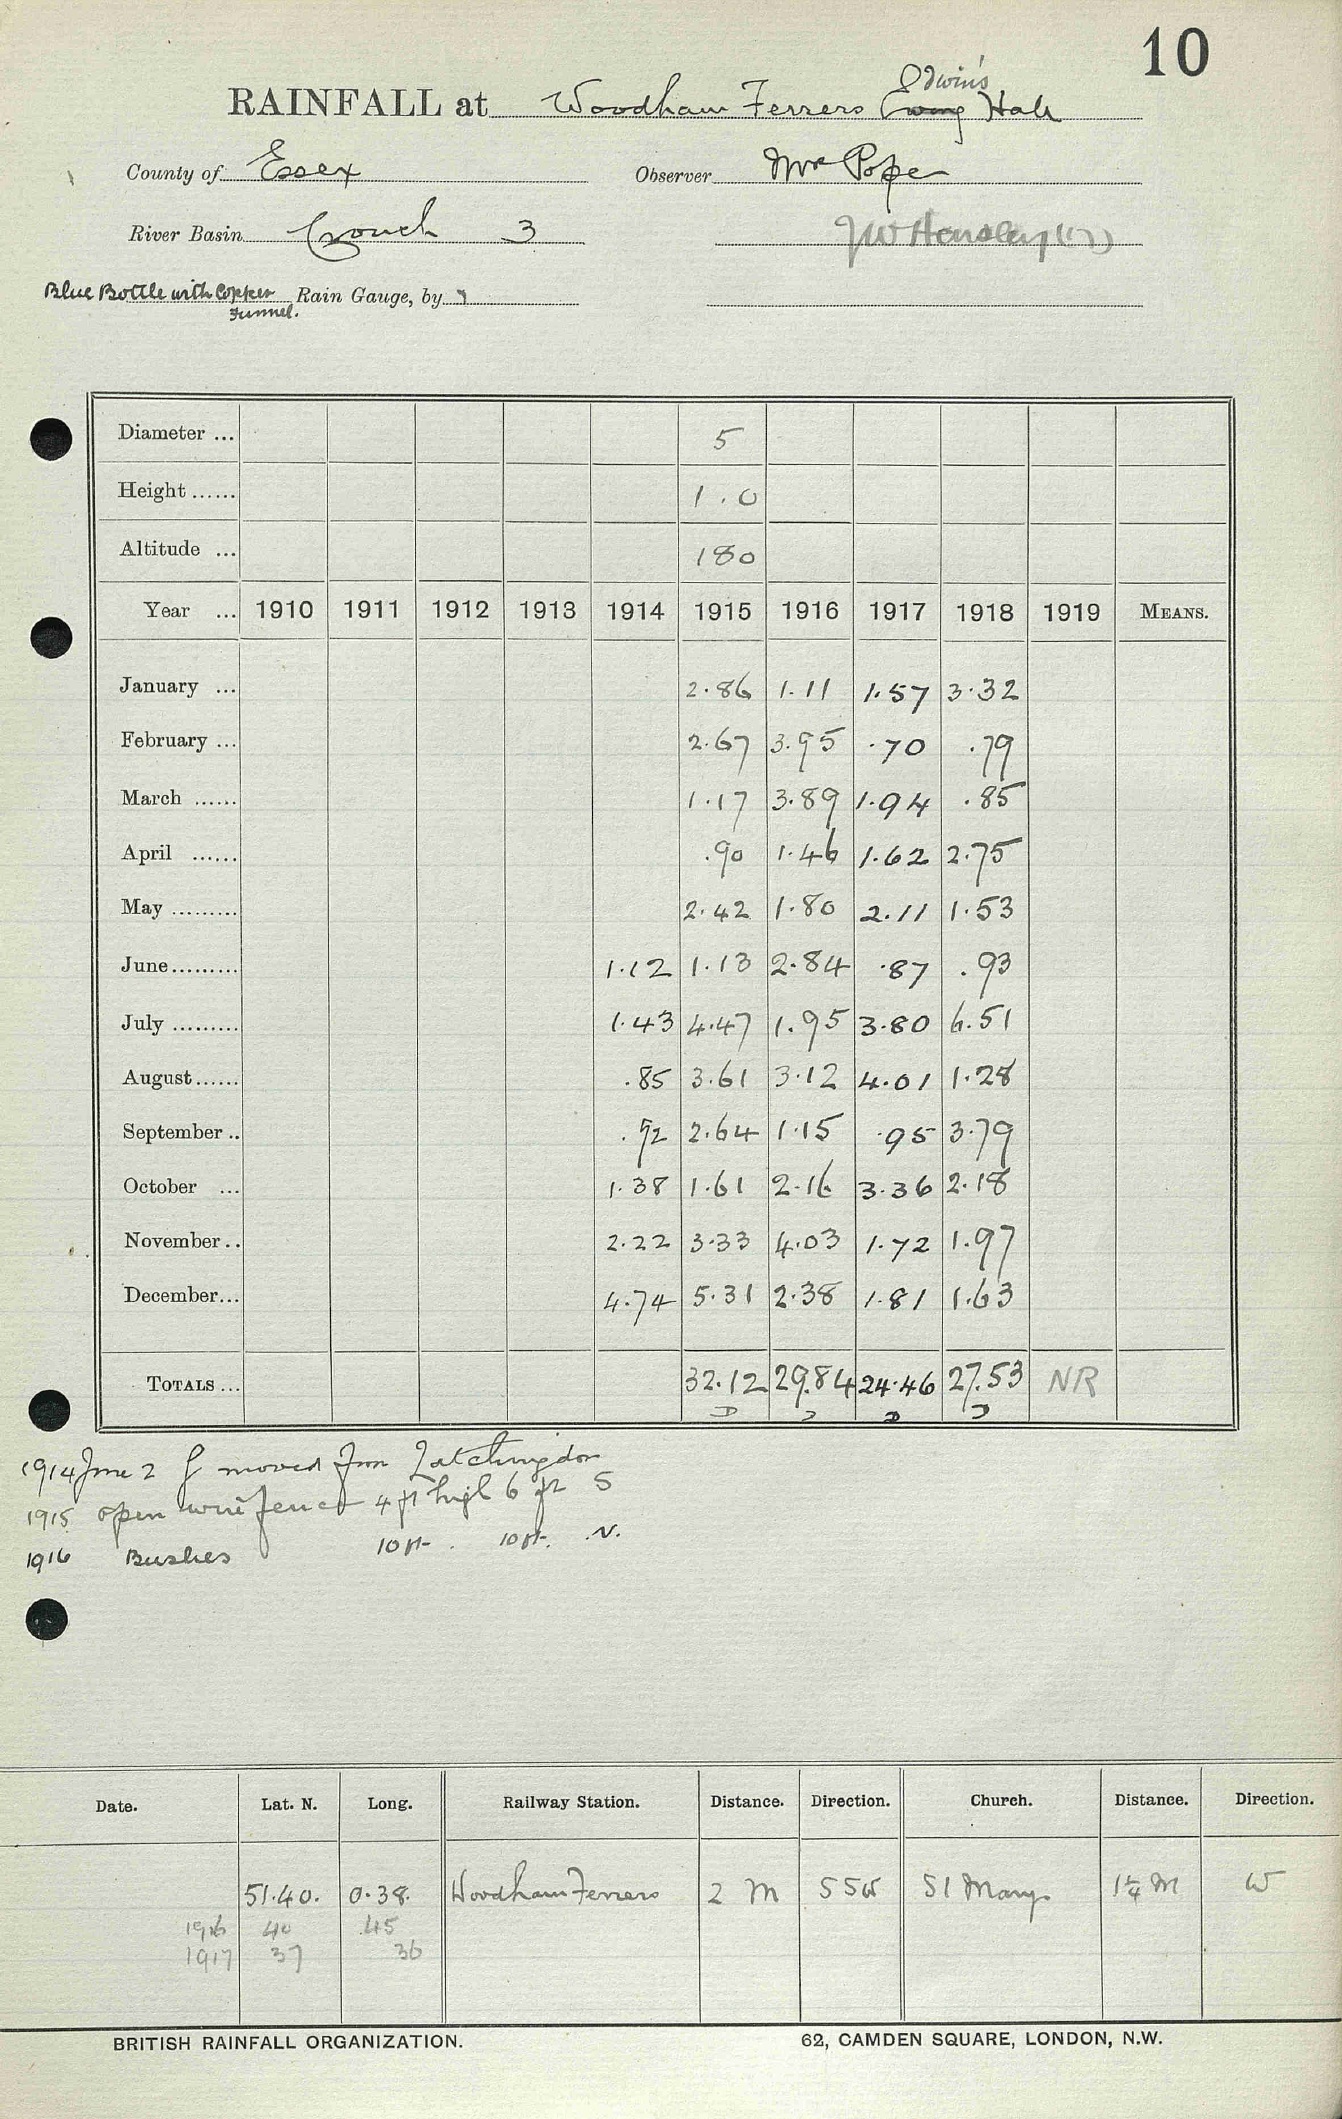 10
RAINFALL at Woodham Ferrers Ewing Edwin's Hall
County of Essex Observer Mr Pope
River Basin Crouch 3
Blue Bottle with Copper Funnel. Rain Gauge, by ?
Diameter ... 5
Height ...... 1.0
Altitude ... 180
Year ... 1910 1911 1912 1913 1914 1915 1916 1917 1918 1919 MEANS.
January ... 2.86 1.11 1.57 3.32
February ... 2.67 3.95 .70 .79
March ...... 1.17 3.89 1.94 .85
April ...... .90 1.46 1.62 2.75
May ......... 2.42 1.80 2.11 1.53
June......... 1.12 1.13 2.84 .87 .93
July ......... 1.43 4.47 1.95 3.80 6.51
August...... .85 3.61 3.12 4.01 1.28
September .. .92 2.64 1.15 .95 3.79
October ... 1.38 1.61 2.16 3.36 2.18
November .. 2.22 3.33 4.03 1.72 1.97
December... 4.74 5.31 2.38 1.81 1.63
TOTALS ... 32.12 29.84 24.46 27.53 NR
1914 June 2 G moved from Latchingdon
1915 open wire fence 4 ft high 6 ft S
1916 Bushes 10 ft. 10 ft. N.
Date. Lat. N. Long. Railway Station. Distance. Direction. Church. Distance. Direction.
51.40. 0.38. Woodham Ferrers 2 M SSW St Marys 1¼ M W
1916 40 45
1917 37 36
BRITISH RAINFALL ORGANIZATION. 62, CAMDEN SQUARE, LONDON, N.W.